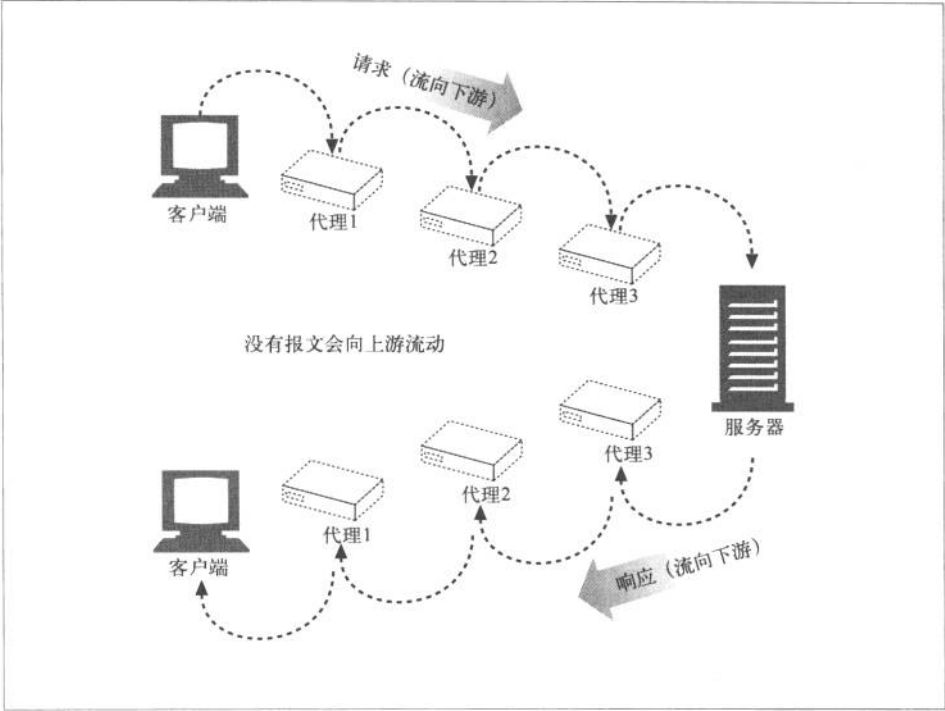 请求（流向下游）
客户端
代理1
代理2
代理3
没有报文会向上游流动
服务器
代理3
代理2
代理1
客户端
响应（流向下游）